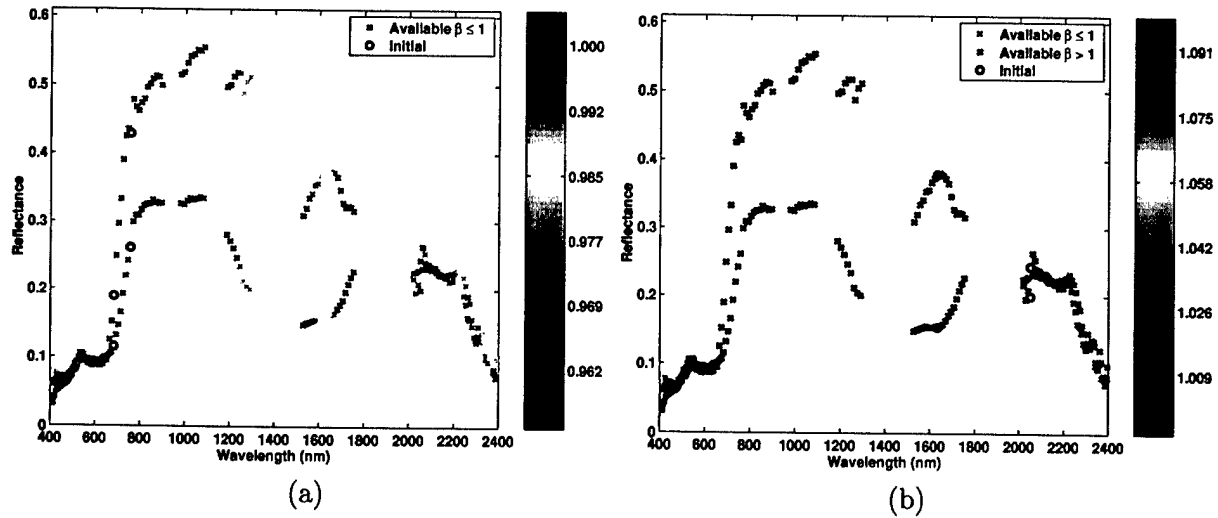 0.6
0.5
0.4
0.3
0.2
0.1
0
400 600 800 1000 1200 1400 1600 1800 2000 2200 2400
Reflectance
Wavelength (nm)
Available β ≤ 1
Initial
1.000
0.992
0.985
0.977
0.969
0.962
(a)
0.6
0.5
0.4
0.3
0.2
0.1
0
400 600 800 1000 1200 1400 1600 1800 2000 2200 2400
Reflectance
Wavelength (nm)
Available β ≤ 1
Available β > 1
Initial
1.091
1.075
1.058
1.042
1.026
1.009
(b)